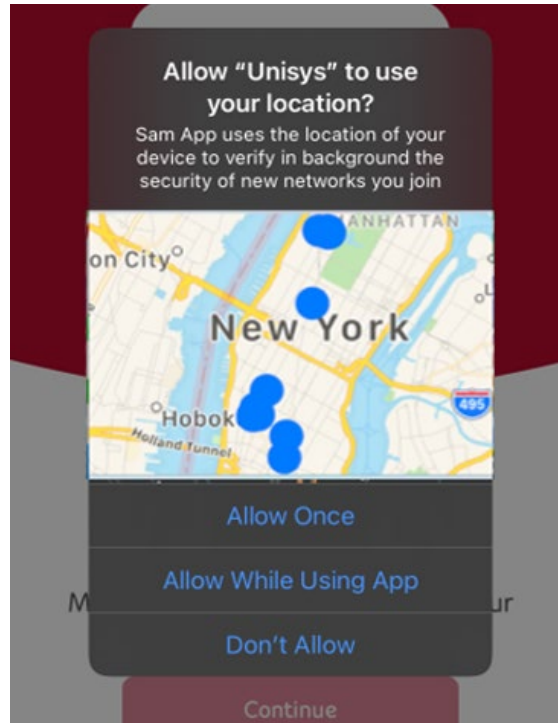 Allow “Unisys” to use
your location?
Sam App uses the location of your
device to verify in background the
security of new networks you join
MANHATTAN
on City
New York
Hobok
495
Holland Tunnel
Allow Once
Allow While Using App
M
ur
Don’t Allow
Continue